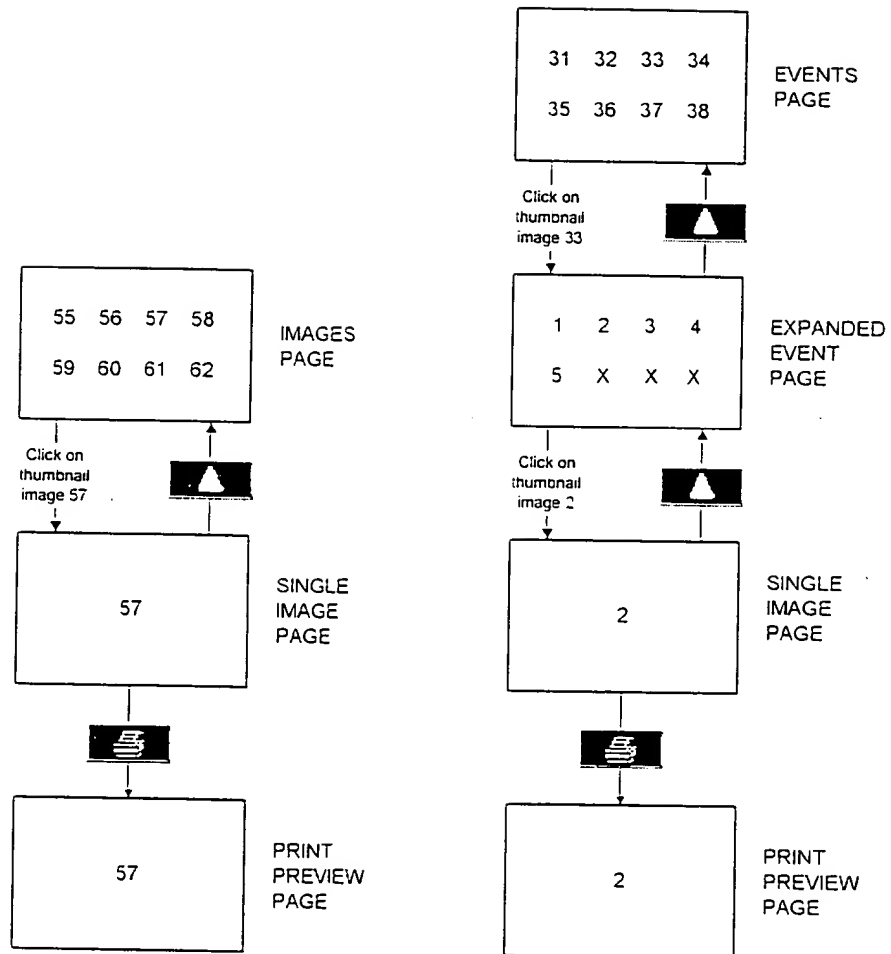 55 56 57 58
59 60 61 62
IMAGES
PAGE
Click on
thumbnail
image 57
57
SINGLE
IMAGE
PAGE
57
PRINT
PREVIEW
PAGE
31 32 33 34
35 36 37 38
EVENTS
PAGE
Click on
thumbnail
image 33
1 2 3 4
5 X X X
EXPANDED
EVENT
PAGE
Click on
thumbnail
image 2
2
SINGLE
IMAGE
PAGE
2
PRINT
PREVIEW
PAGE